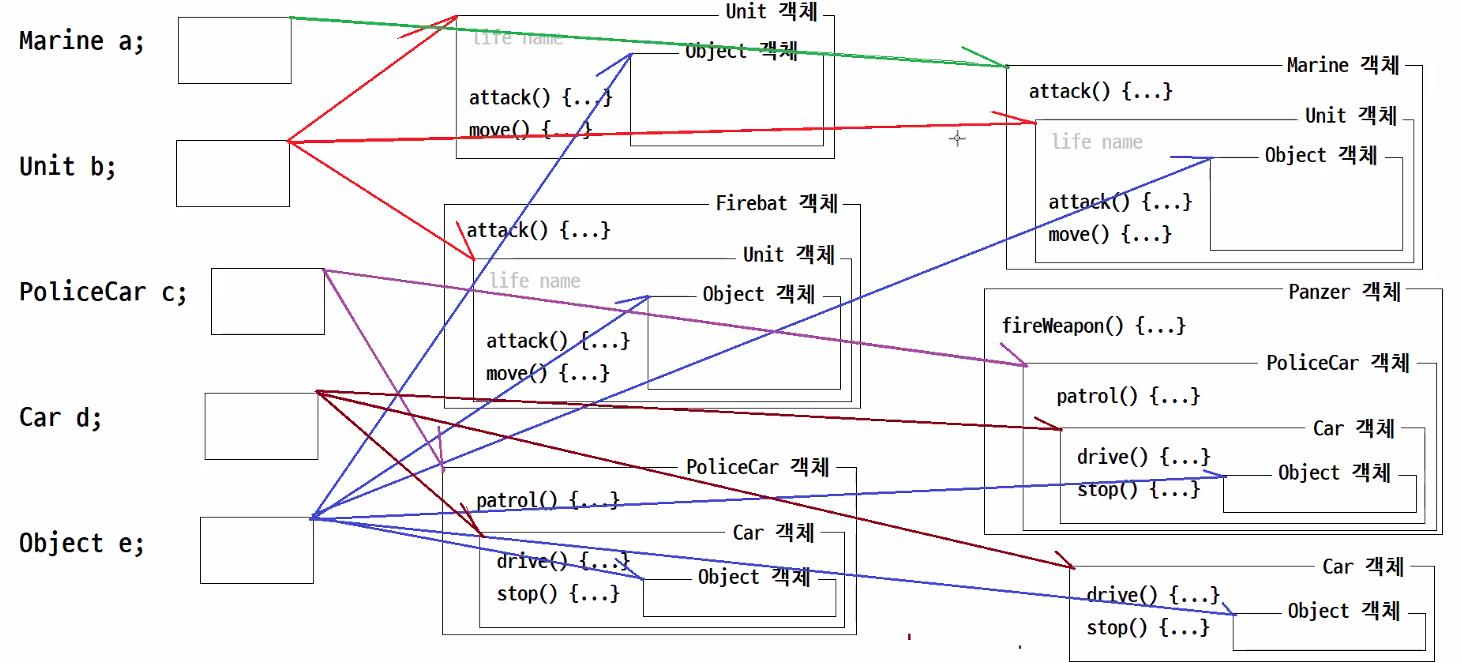 Marine a;
Unit b;
PoliceCar c;
Car d;
Object e;
Unit 객체
life name
Object 객체
attack() {...}
move() {...}
Firebat 객체
attack() {...}
Unit 객체
life name
Object 객체
attack() {...}
move() {...}
PoliceCar 객체
patrol() {...}
Car 객체
drive() {...}
Object 객체
stop() {...}
Marine 객체
attack() {...}
Unit 객체
life name
Object 객체
attack() {...}
move() {...}
Panzer 객체
fireWeapon() {...}
PoliceCar 객체
patrol() {...}
Car 객체
drive() {...}
Object 객체
stop() {...}
Car 객체
drive() {...}
Object 객체
stop() {...}